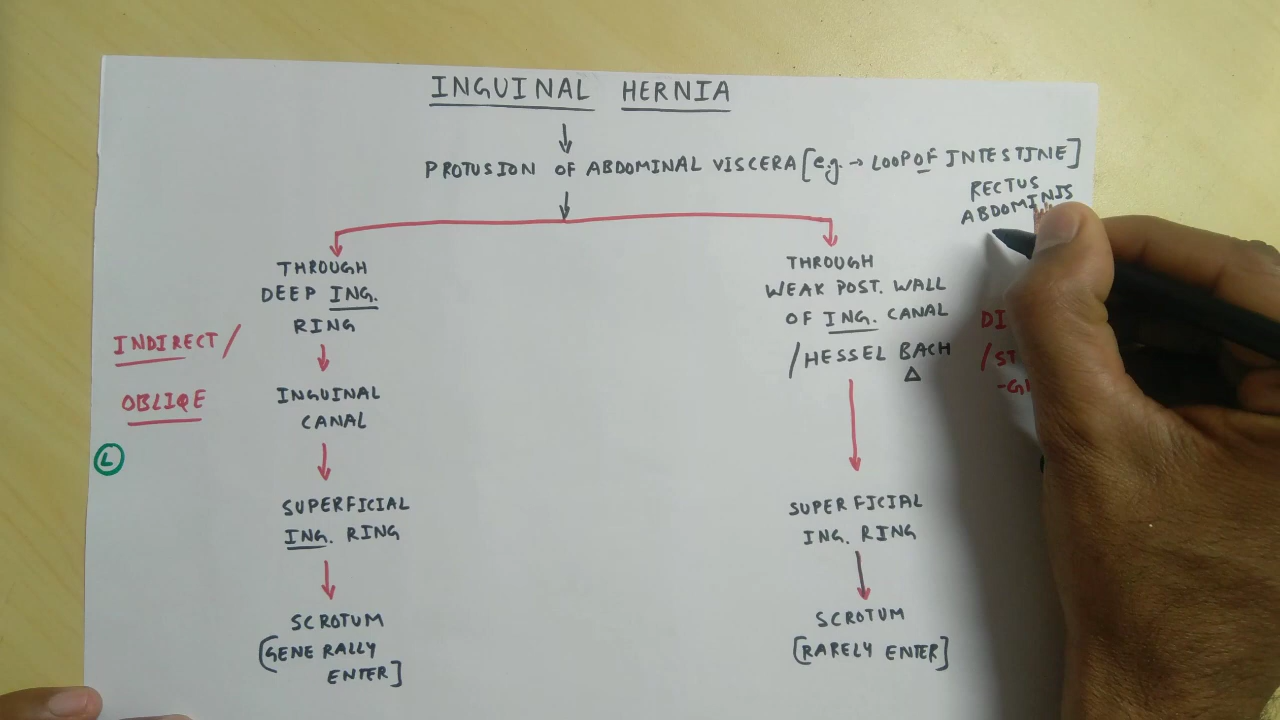 INGUINAL HERNIA
PROTUSION OF ABDOMINAL VISCERA [e.g. → LOOP OF INTESTINE]
RECTUS
ABDOMINIS
THROUGH
DEEP ING.
RING
INDIRECT /
OBLIQE
L
INGUINAL
CANAL
SUPERFICIAL
ING. RING
SCROTUM
(GENERALLY
ENTER]
THROUGH
WEAK POST. WALL
OF ING. CANAL
/HESSEL BACH
△
SUPERFICIAL
ING. RING
SCROTUM
[RARELY ENTER]